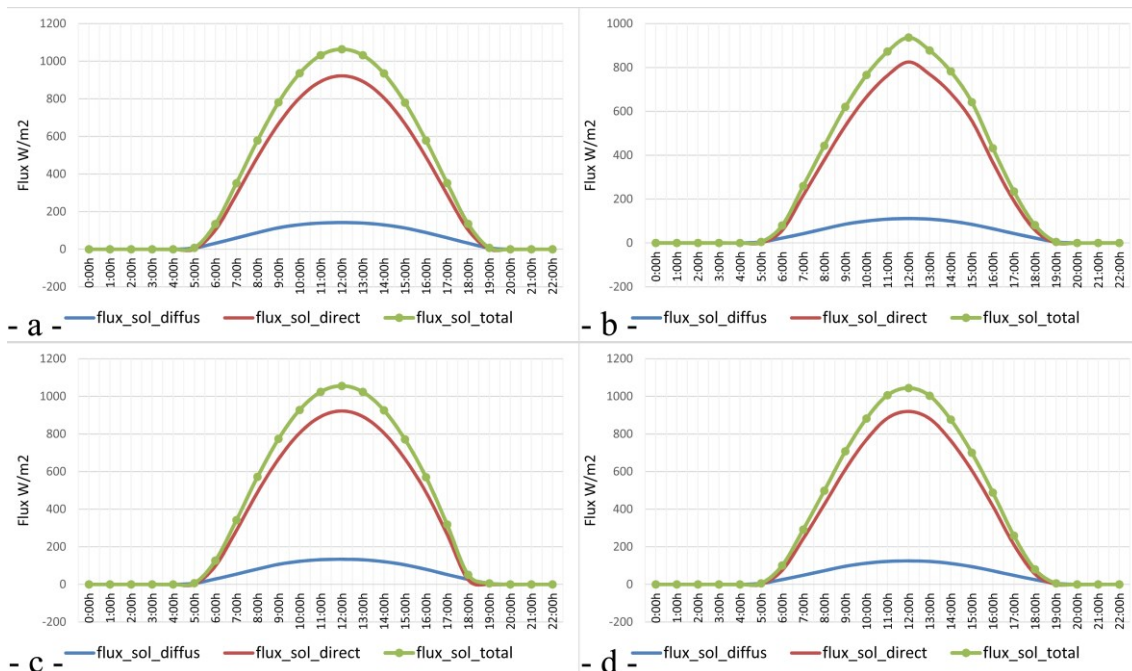 1200
1000
800
600
400
200
0
-200
Flux W/m2
0:00h 1:00h 2:00h 3:00h 4:00h 5:00h 6:00h 7:00h 8:00h 9:00h 10:00h 11:00h 12:00h 13:00h 14:00h 15:00h 16:00h 17:00h 18:00h 19:00h 20:00h 21:00h 22:00h
- a - flux_sol_diffus flux_sol_direct flux_sol_total
1000
800
600
400
200
0
-200
Flux W/m2
0:00h 1:00h 2:00h 3:00h 4:00h 5:00h 6:00h 7:00h 8:00h 9:00h 10:00h 11:00h 12:00h 13:00h 14:00h 15:00h 16:00h 17:00h 18:00h 19:00h 20:00h 21:00h 22:00h
- b - flux_sol_diffus flux_sol_direct flux_sol_total
1200
1000
800
600
400
200
0
-200
Flux W/m2
0:00h 1:00h 2:00h 3:00h 4:00h 5:00h 6:00h 7:00h 8:00h 9:00h 10:00h 11:00h 12:00h 13:00h 14:00h 15:00h 16:00h 17:00h 18:00h 19:00h 20:00h 21:00h 22:00h
- c - flux_sol_diffus flux_sol_direct flux_sol_total
1200
1000
800
600
400
200
0
-200
Flux W/m2
0:00h 1:00h 2:00h 3:00h 4:00h 5:00h 6:00h 7:00h 8:00h 9:00h 10:00h 11:00h 12:00h 13:00h 14:00h 15:00h 16:00h 17:00h 18:00h 19:00h 20:00h 21:00h 22:00h
- d - flux_sol_diffus flux_sol_direct flux_sol_total